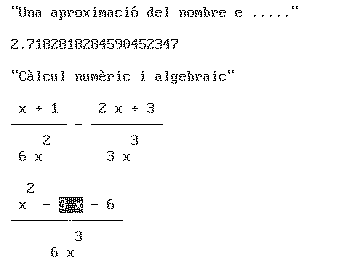 "Una aproximació del nombre e ....."
2.7182818284590452347
"Càlcul numèric i algebraic"
x + 1 2 x + 3
-
2 3
6 x 3 x
2
x - - 6
3
6 x